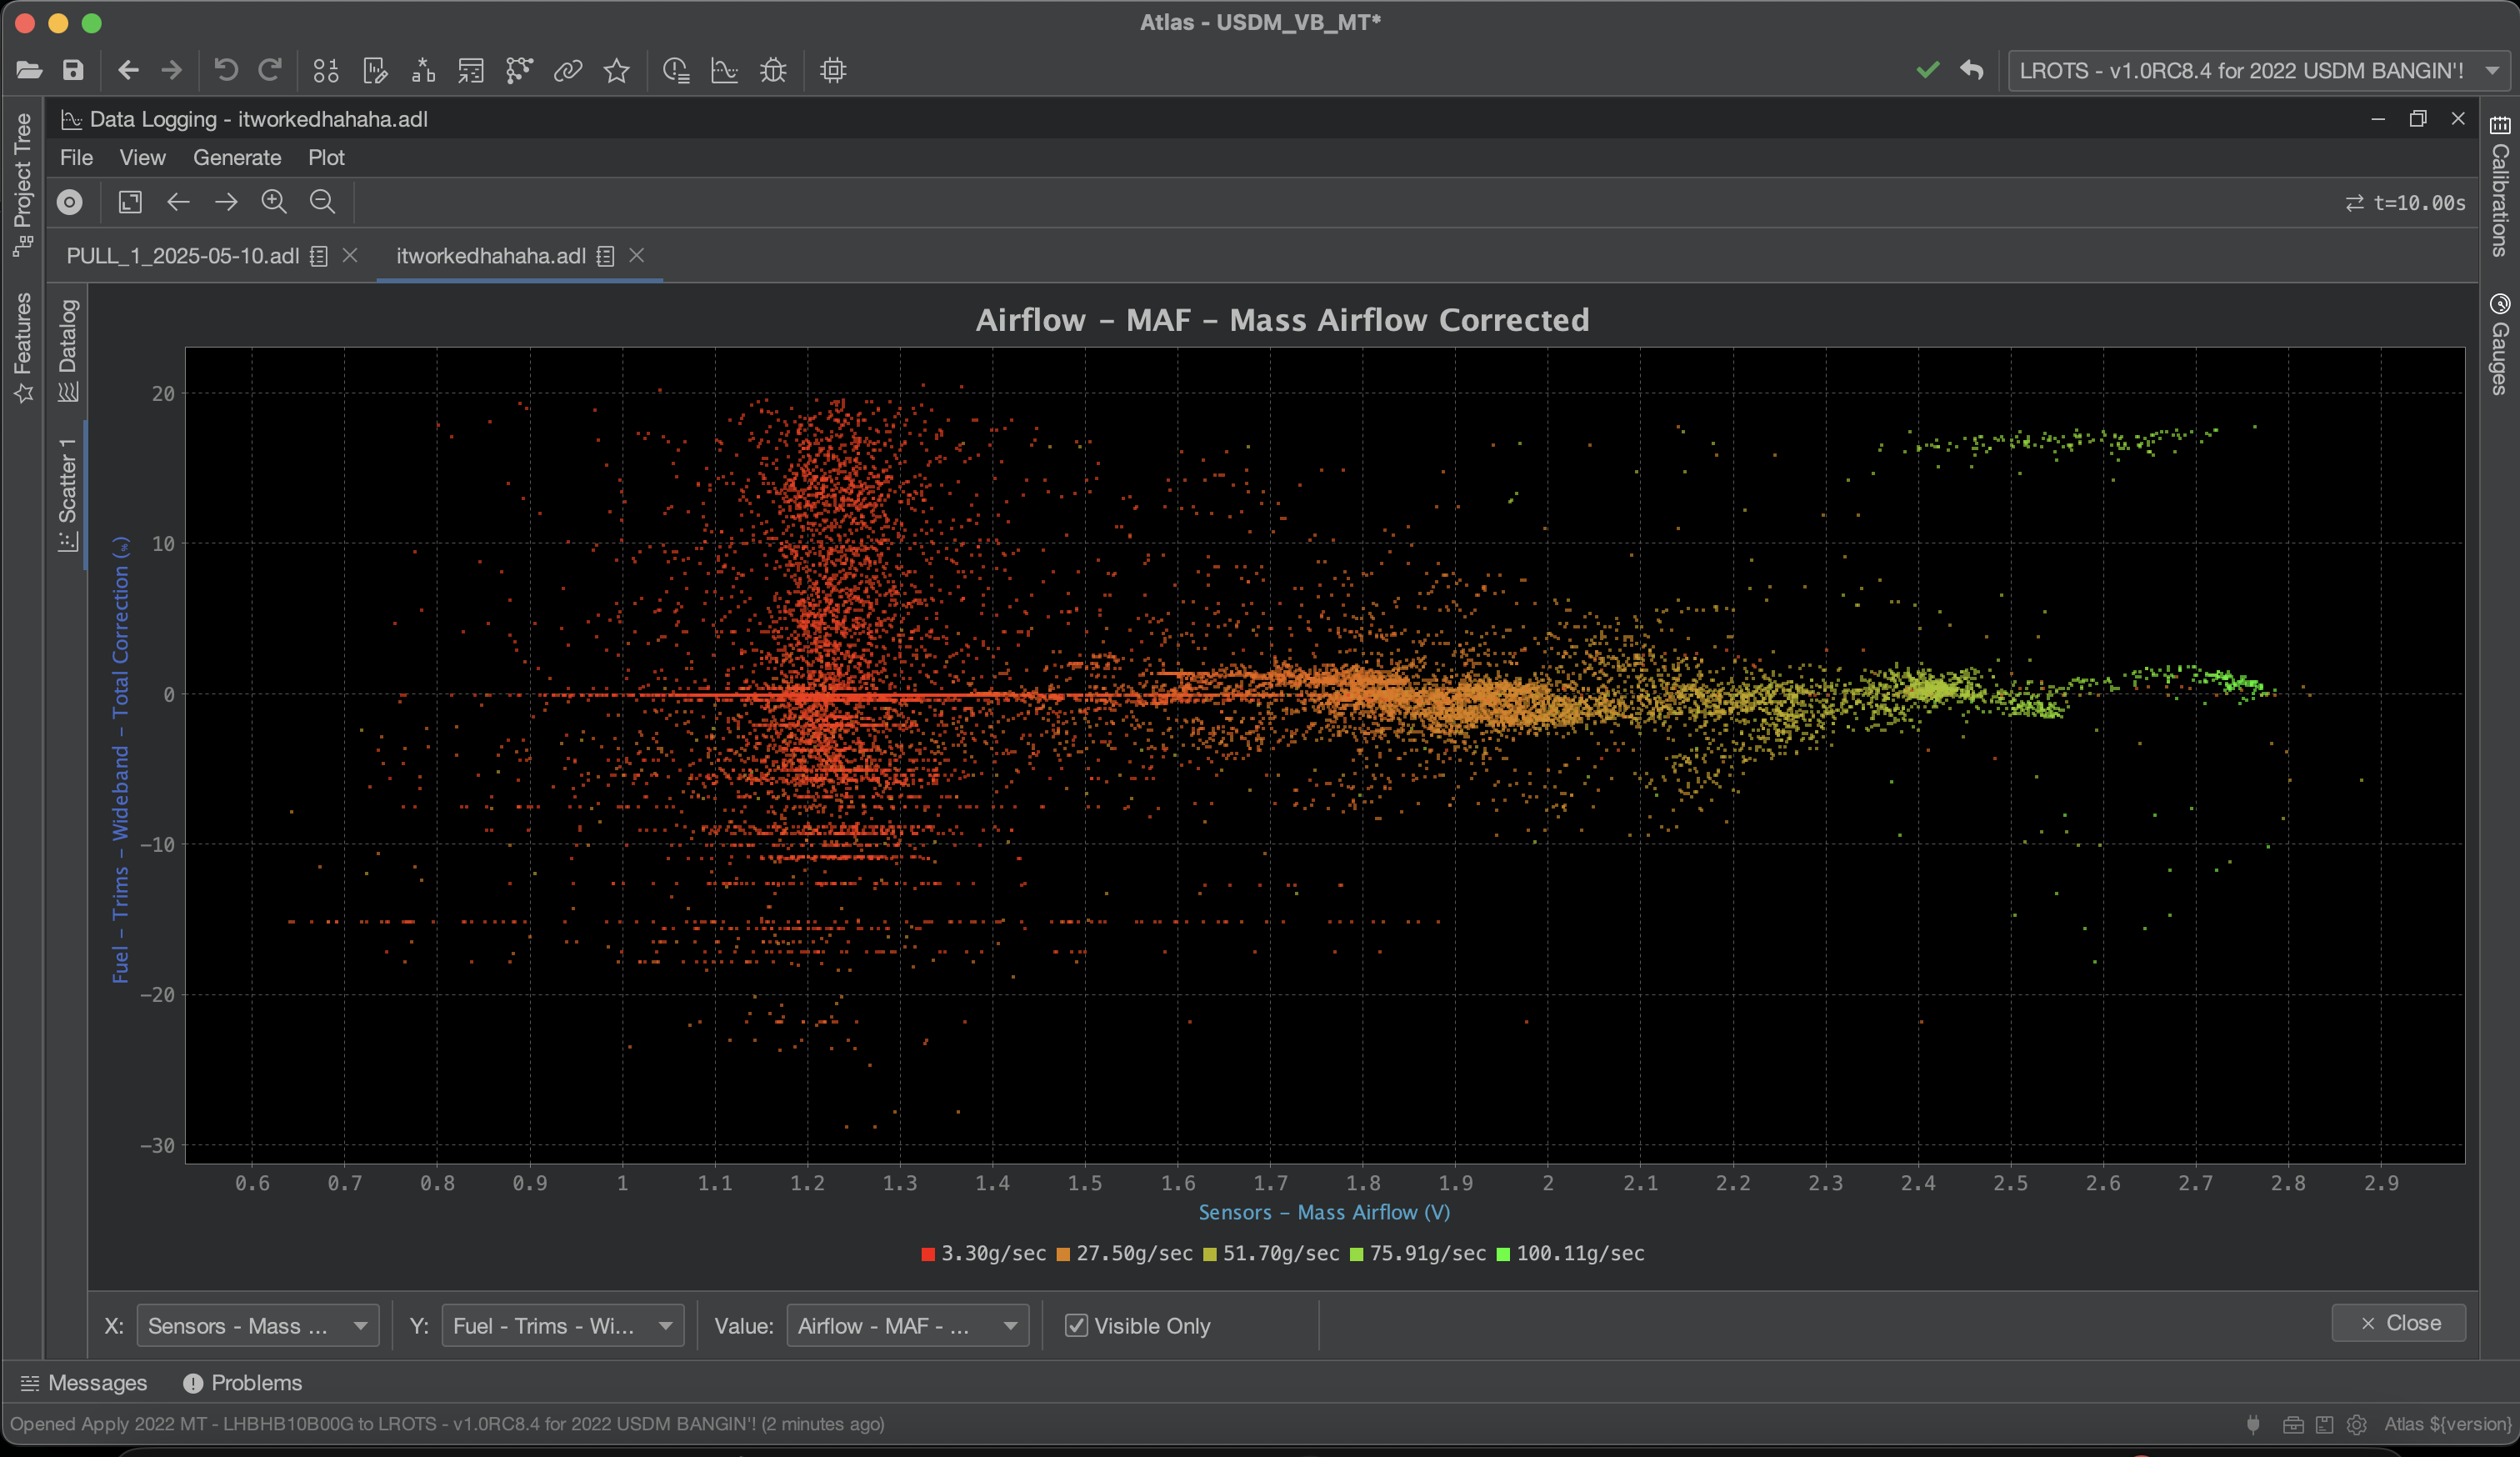 Atlas - USDM_VB_MT*
LROTS - v1.0RC8.4 for 2022 USDM BANGIN'!
Project Tree
Features
Calibrations
Gauges
Data Logging - itworkedhahaha.adl
File View Generate Plot
t=10.00s
PULL_1_2025-05-10.adl itworkedhahaha.adl
Datalog
Scatter 1
Airflow - MAF - Mass Airflow Corrected
Fuel - Trims - Wideband - Total Correction (%)
20
10
0
-10
-20
-30
0.6 0.7 0.8 0.9 1 1.1 1.2 1.3 1.4 1.5 1.6 1.7 1.8 1.9 2 2.1 2.2 2.3 2.4 2.5 2.6 2.7 2.8 2.9
Sensors - Mass Airflow (V)
3.30g/sec 27.50g/sec 51.70g/sec 75.91g/sec 100.11g/sec
X: Sensors - Mass ... Y: Fuel - Trims - Wi... Value: Airflow - MAF - ... Visible Only Close
Messages Problems
Opened Apply 2022 MT - LHBHB10B00G to LROTS - v1.0RC8.4 for 2022 USDM BANGIN'! (2 minutes ago) Atlas ${version}